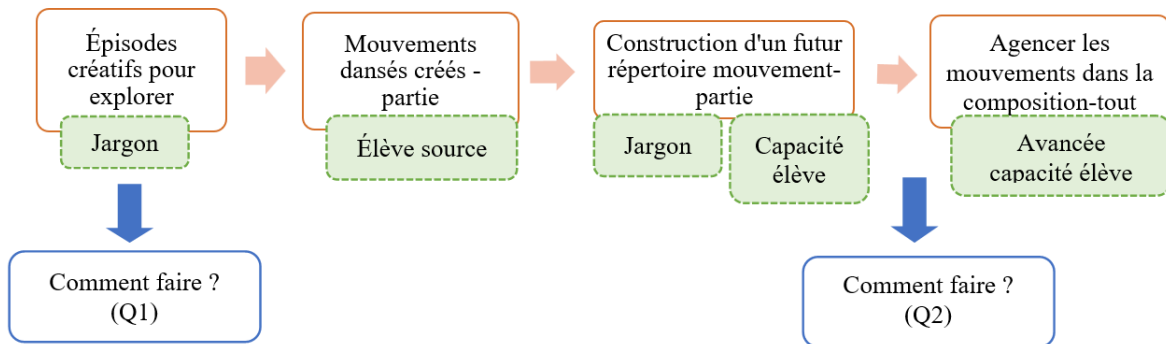 Épisodes
créatifs pour
explorer
Jargon
Mouvements
dansés créés -
partie
Élève source
Construction d'un futur
répertoire mouvement-
partie
Jargon
Capacité
élève
Agencer les
mouvements dans la
composition-tout
Avancée
capacité élève
Comment faire ?
(Q1)
Comment faire ?
(Q2)